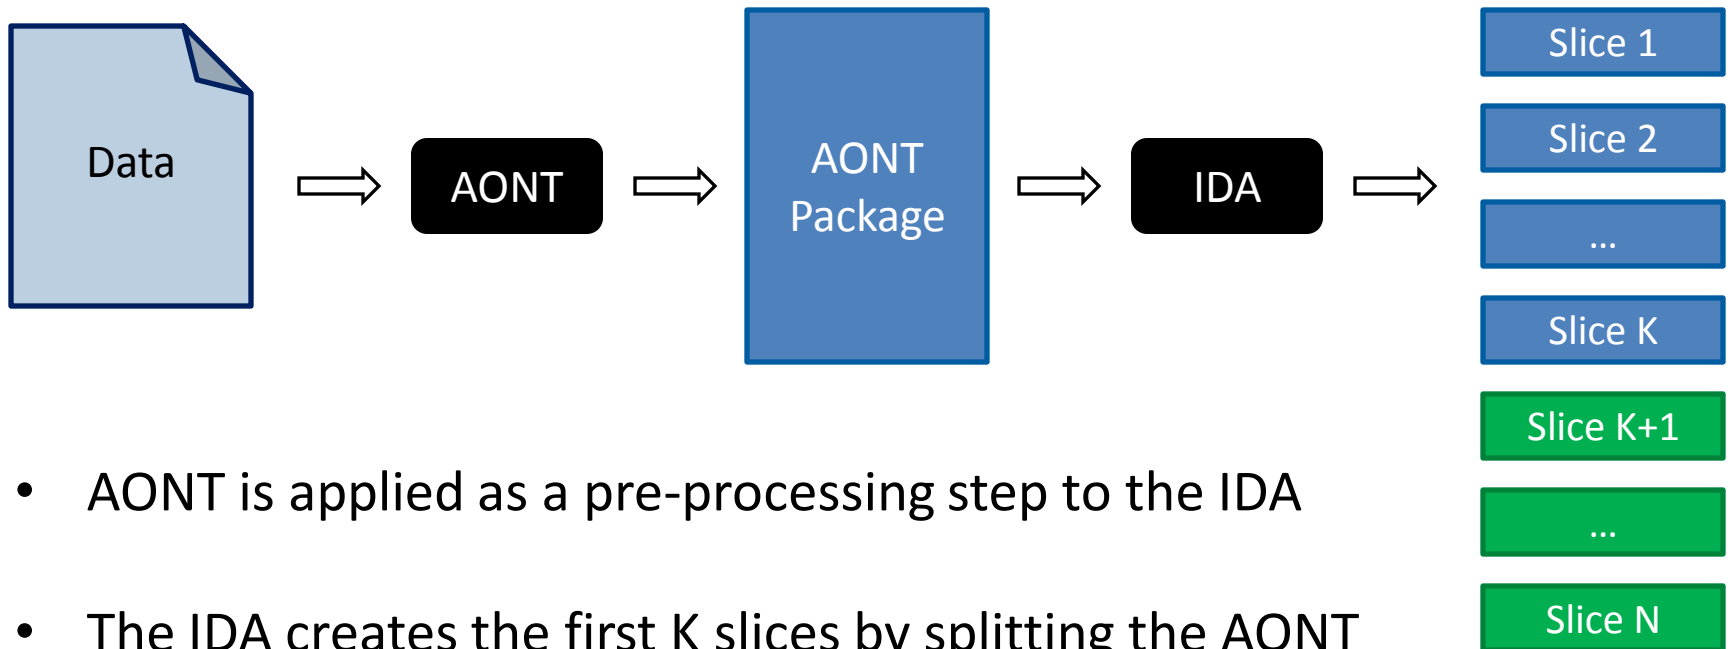 Data
AONT
AONT
Package
IDA
Slice 1
Slice 2
...
Slice K
Slice K+1
...
Slice N
• AONT is applied as a pre-processing step to the IDA
• The IDA creates the first K slices by splitting the AONT